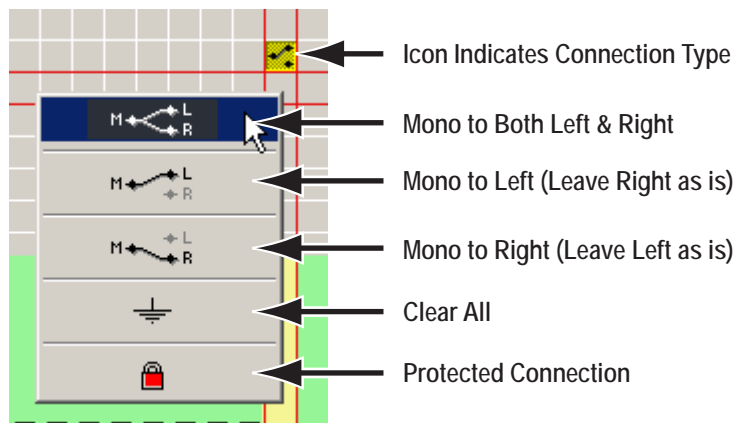 Icon Indicates Connection Type
M L R
Mono to Both Left & Right
M L R
Mono to Left (Leave Right as is)
M L R
Mono to Right (Leave Left as is)
Clear All
Protected Connection